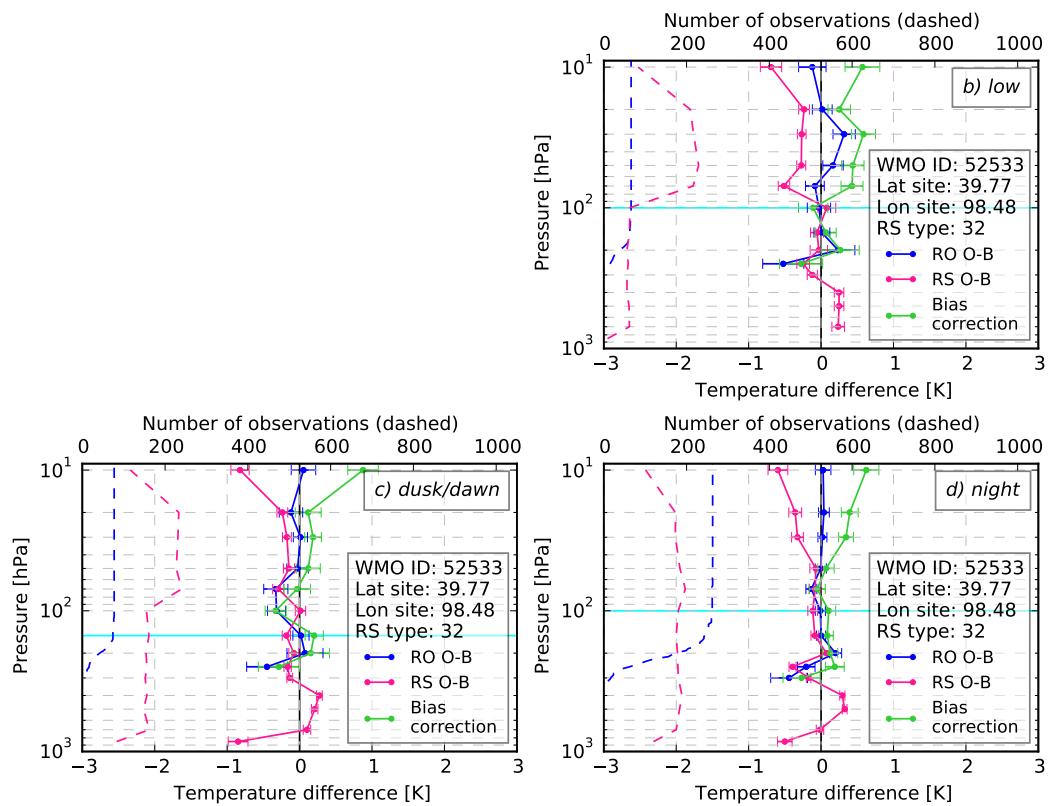 Number of observations (dashed)
0 200 400 600 800 1000
10^1
10^2
10^3
Pressure [hPa]
b) low
WMO ID: 52533
Lat site: 39.77
Lon site: 98.48
RS type: 32
RO O-B
RS O-B
Bias
correction
−3 −2 −1 0 1 2 3
Temperature difference [K]
Number of observations (dashed)
0 200 400 600 800 1000
10^1
10^2
10^3
Pressure [hPa]
c) dusk/dawn
WMO ID: 52533
Lat site: 39.77
Lon site: 98.48
RS type: 32
RO O-B
RS O-B
Bias
correction
−3 −2 −1 0 1 2 3
Temperature difference [K]
Number of observations (dashed)
0 200 400 600 800 1000
10^1
10^2
10^3
Pressure [hPa]
d) night
WMO ID: 52533
Lat site: 39.77
Lon site: 98.48
RS type: 32
RO O-B
RS O-B
Bias
correction
−3 −2 −1 0 1 2 3
Temperature difference [K]